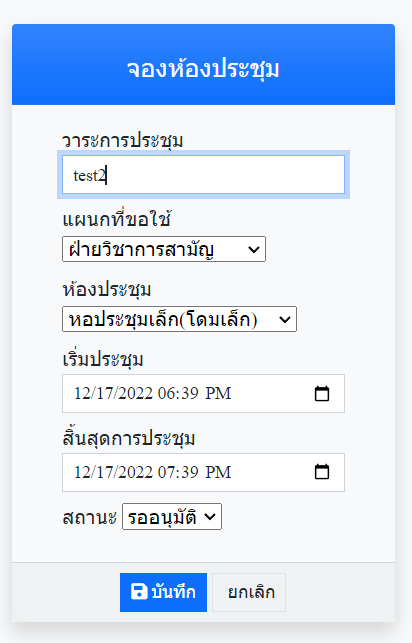 จองห้องประชุม
วาระการประชุม
test2
แผนกที่ขอใช้
ฝ่ายวิชาการสามัญ
ห้องประชุม
หอประชุมเล็ก(โดมเล็ก)
เริ่มประชุม
12/17/2022 06:39 PM
สิ้นสุดการประชุม
12/17/2022 07:39 PM
สถานะ รออนุมัติ
บันทึก ยกเลิก